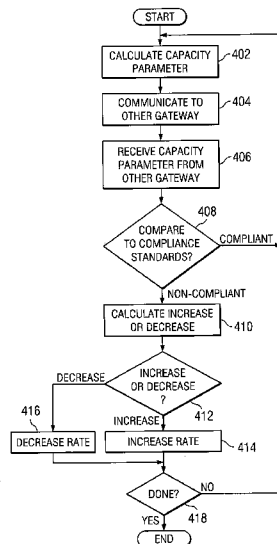 START
CALCULATE CAPACITY
PARAMETER
402
COMMUNICATE TO
OTHER GATEWAY
404
RECEIVE CAPACITY
PARAMETER FROM
OTHER GATEWAY
406
408
COMPARE
TO COMPLIANCE
STANDARDS?
COMPLIANT
NON-COMPLIANT
CALCULATE INCREASE
OR DECREASE
410
DECREASE
INCREASE
OR DECREASE
?
412
INCREASE
416
DECREASE RATE
INCREASE RATE
414
DONE?
NO
YES
418
END